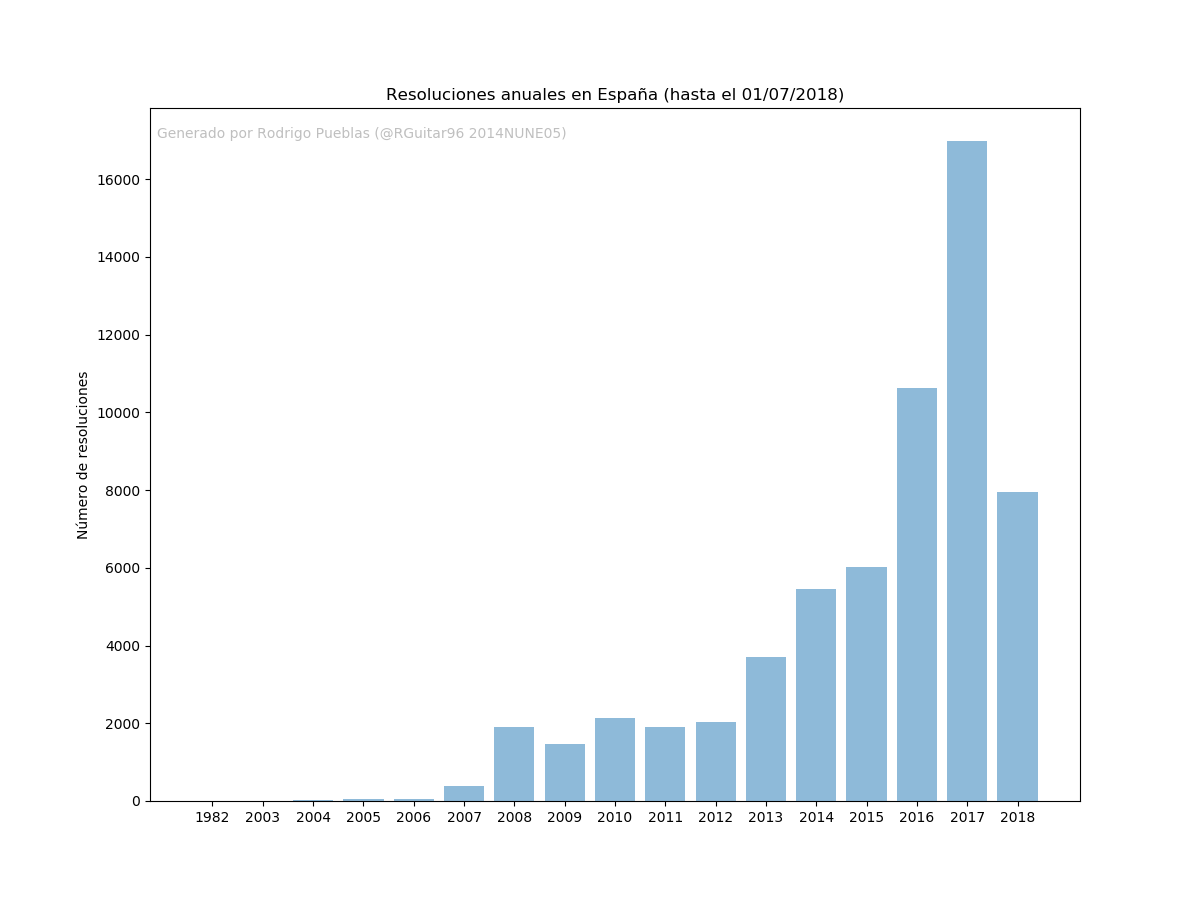 Resoluciones anuales en España (hasta el 01/07/2018)
Generado por Rodrigo Pueblas (@RGuitar96 2014NUNE05)
Número de resoluciones
16000
14000
12000
10000
8000
6000
4000
2000
0
1982 2003 2004 2005 2006 2007 2008 2009 2010 2011 2012 2013 2014 2015 2016 2017 2018